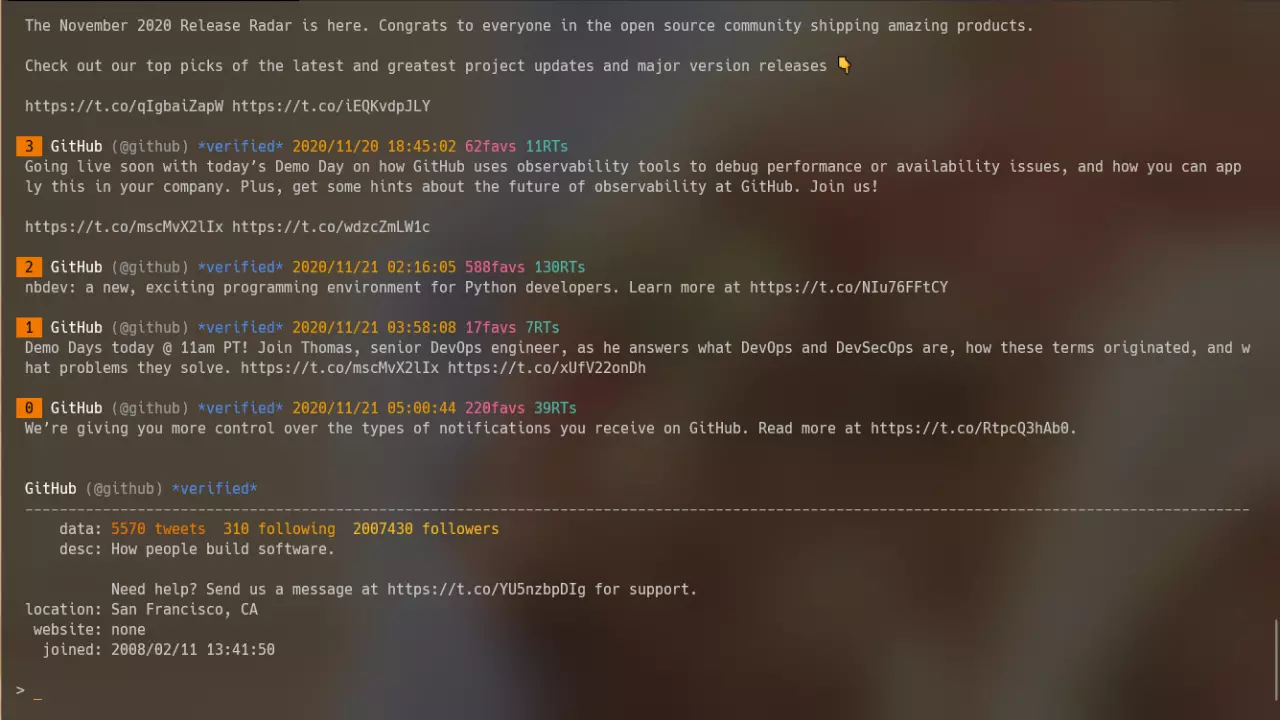 The November 2020 Release Radar is here. Congrats to everyone in the open source community shipping amazing products.
Check out our top picks of the latest and greatest project updates and major version releases 👇
https://t.co/qIgbaiZapW https://t.co/iEQKvdpJLY
3 GitHub (@github) *verified* 2020/11/20 18:45:02 62favs 11RTs
Going live soon with today’s Demo Day on how GitHub uses observability tools to debug performance or availability issues, and how you can app
ly this in your company. Plus, get some hints about the future of observability at GitHub. Join us!
https://t.co/mscMvX2lIx https://t.co/wdzcZmLW1c
2 GitHub (@github) *verified* 2020/11/21 02:16:05 588favs 130RTs
nbdev: a new, exciting programming environment for Python developers. Learn more at https://t.co/NIu76FFtCY
1 GitHub (@github) *verified* 2020/11/21 03:58:08 17favs 7RTs
Demo Days today @ 11am PT! Join Thomas, senior DevOps engineer, as he answers what DevOps and DevSecOps are, how these terms originated, and w
hat problems they solve. https://t.co/mscMvX2lIx https://t.co/xUfV22onDh
0 GitHub (@github) *verified* 2020/11/21 05:00:44 220favs 39RTs
We’re giving you more control over the types of notifications you receive on GitHub. Read more at https://t.co/RtpcQ3hAb0.
GitHub (@github) *verified*
----------------------------------------------------------------------------------------------------------------------------------------------
data: 5570 tweets 310 following 2007430 followers
desc: How people build software.
Need help? Send us a message at https://t.co/YU5nzbpDIg for support.
location: San Francisco, CA
website: none
joined: 2008/02/11 13:41:50
> _